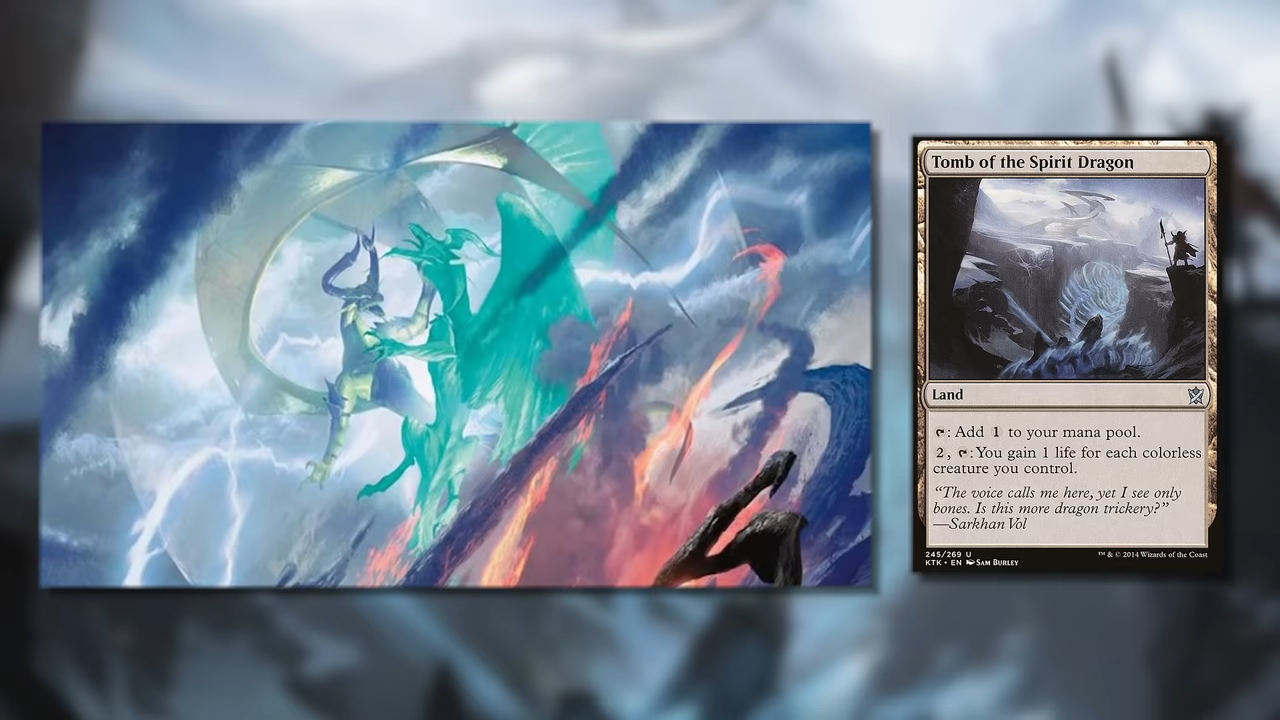 Tomb of the Spirit Dragon
Land
: Add 1 to your mana pool.
2, : You gain 1 life for each colorless
creature you control.
"The voice calls me here, yet I see only
bones. Is this more dragon trickery?"
—Sarkhan Vol
245/269 U
KTK • EN Sam Burley
™ & © 2014 Wizards of the Coast